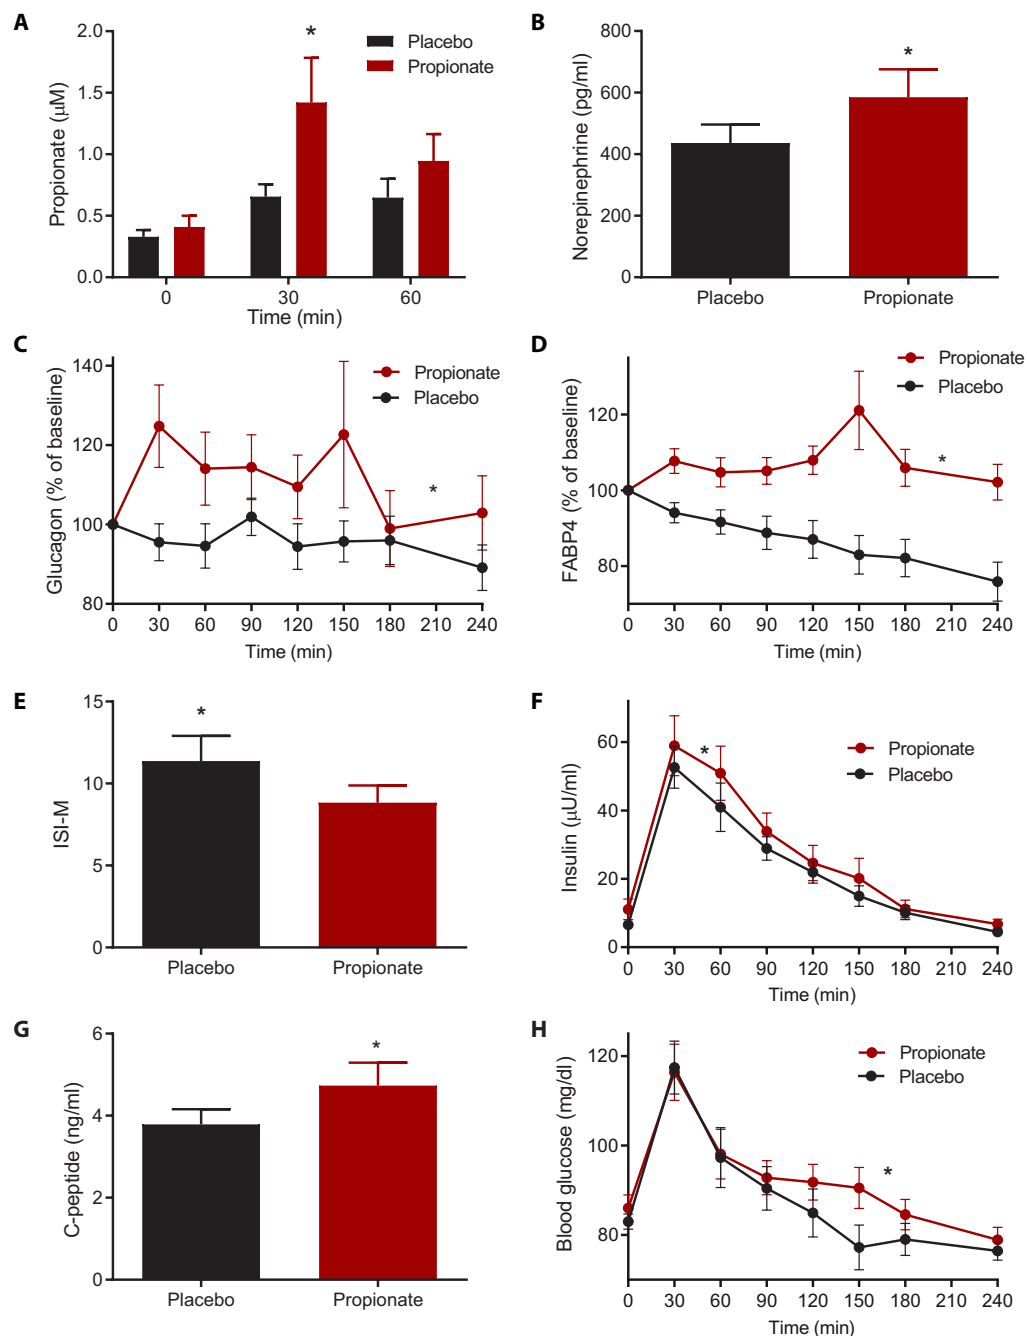 A
Propionate (μM)
2.0
1.5
1.0
0.5
0.0
*
Placebo
Propionate
0 30 60
Time (min)
B
Norepinephrine (pg/ml)
800
600
400
200
0
*
Placebo Propionate
C
Glucagon (% of baseline)
140
120
100
80
Propionate
Placebo
*
0 30 60 90 120 150 180 210 240
Time (min)
D
FABP4 (% of baseline)
120
100
80
Propionate
Placebo
*
0 30 60 90 120 150 180 210 240
Time (min)
E
ISI-M
15
10
5
0
*
Placebo Propionate
F
Insulin (μU/ml)
60
40
20
0
*
Propionate
Placebo
0 30 60 90 120 150 180 210 240
Time (min)
G
C-peptide (ng/ml)
6
4
2
0
*
Placebo Propionate
H
Blood glucose (mg/dl)
120
100
80
Propionate
Placebo
*
0 30 60 90 120 150 180 210 240
Time (min)